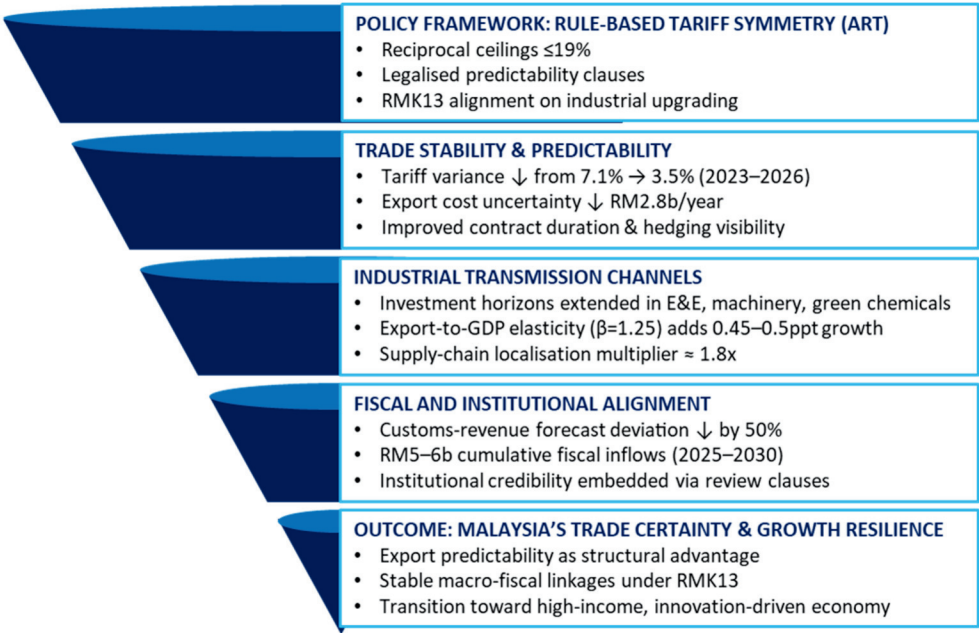 POLICY FRAMEWORK: RULE-BASED TARIFF SYMMETRY (ART)
• Reciprocal ceilings ≤19%
• Legalised predictability clauses
• RMK13 alignment on industrial upgrading
TRADE STABILITY & PREDICTABILITY
• Tariff variance ↓ from 7.1% → 3.5% (2023–2026)
• Export cost uncertainty ↓ RM2.8b/year
• Improved contract duration & hedging visibility
INDUSTRIAL TRANSMISSION CHANNELS
• Investment horizons extended in E&E, machinery, green chemicals
• Export-to-GDP elasticity (β=1.25) adds 0.45–0.5ppt growth
• Supply-chain localisation multiplier ≈ 1.8x
FISCAL AND INSTITUTIONAL ALIGNMENT
• Customs-revenue forecast deviation ↓ by 50%
• RM5–6b cumulative fiscal inflows (2025–2030)
• Institutional credibility embedded via review clauses
OUTCOME: MALAYSIA’S TRADE CERTAINTY & GROWTH RESILIENCE
• Export predictability as structural advantage
• Stable macro-fiscal linkages under RMK13
• Transition toward high-income, innovation-driven economy